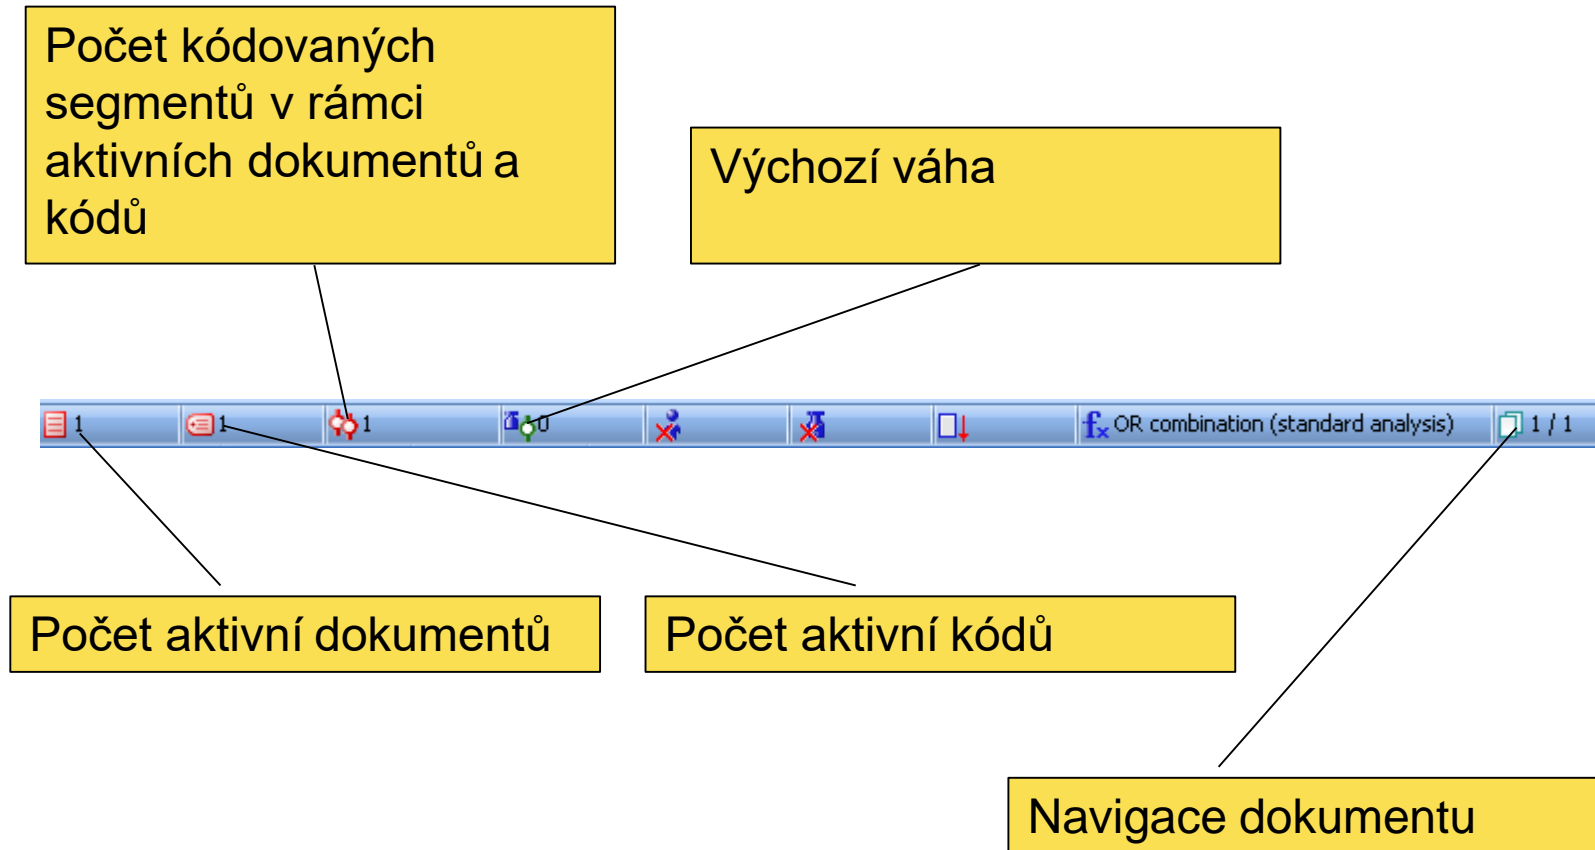 Počet kódovaných
segmentů v rámci
aktivních dokumentů a
kódů
Výchozí váha
1 1 1 0 fx OR combination (standard analysis) 1 / 1
Počet aktivní dokumentů
Počet aktivní kódů
Navigace dokumentu